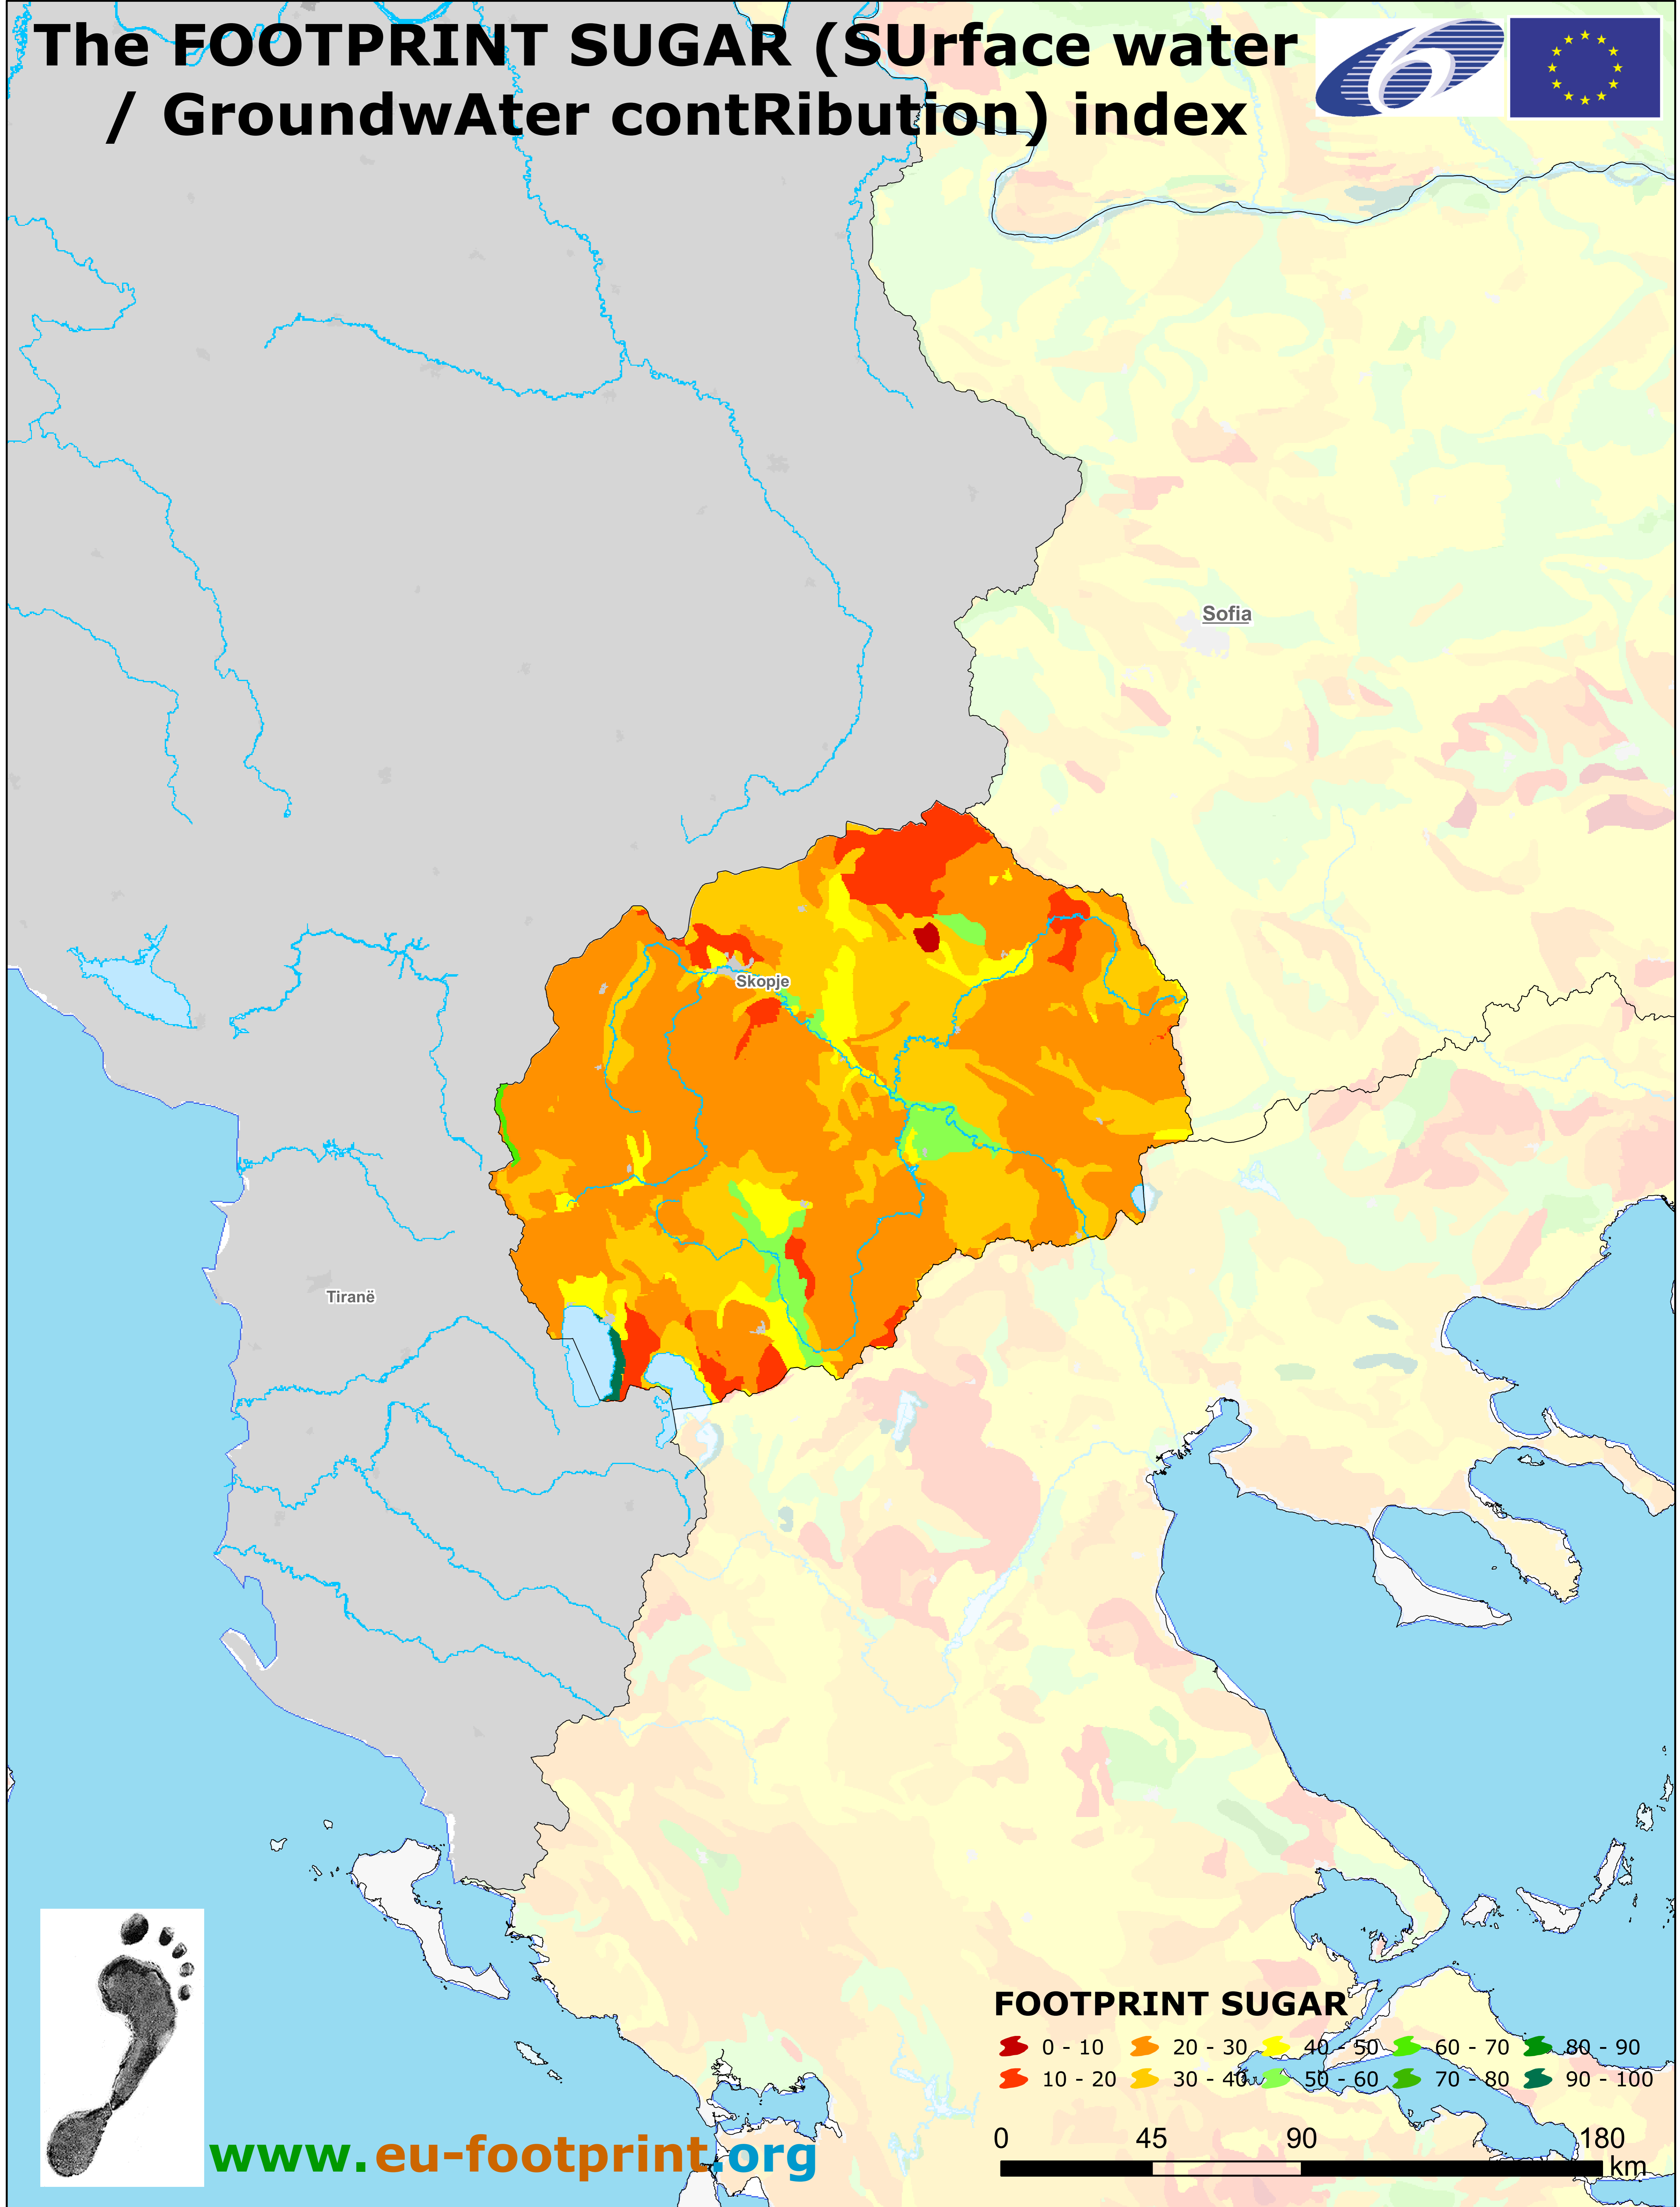 The FOOTPRINT SUGAR (SUrface water
/ GroundwAter contRibution) index
Sofia
Skopje
Tiranë
FOOTPRINT SUGAR
0 - 10 20 - 30 40 - 50 60 - 70 80 - 90
10 - 20 30 - 40 50 - 60 70 - 80 90 - 100
0 45 90 180
km
www.eu-footprint.org